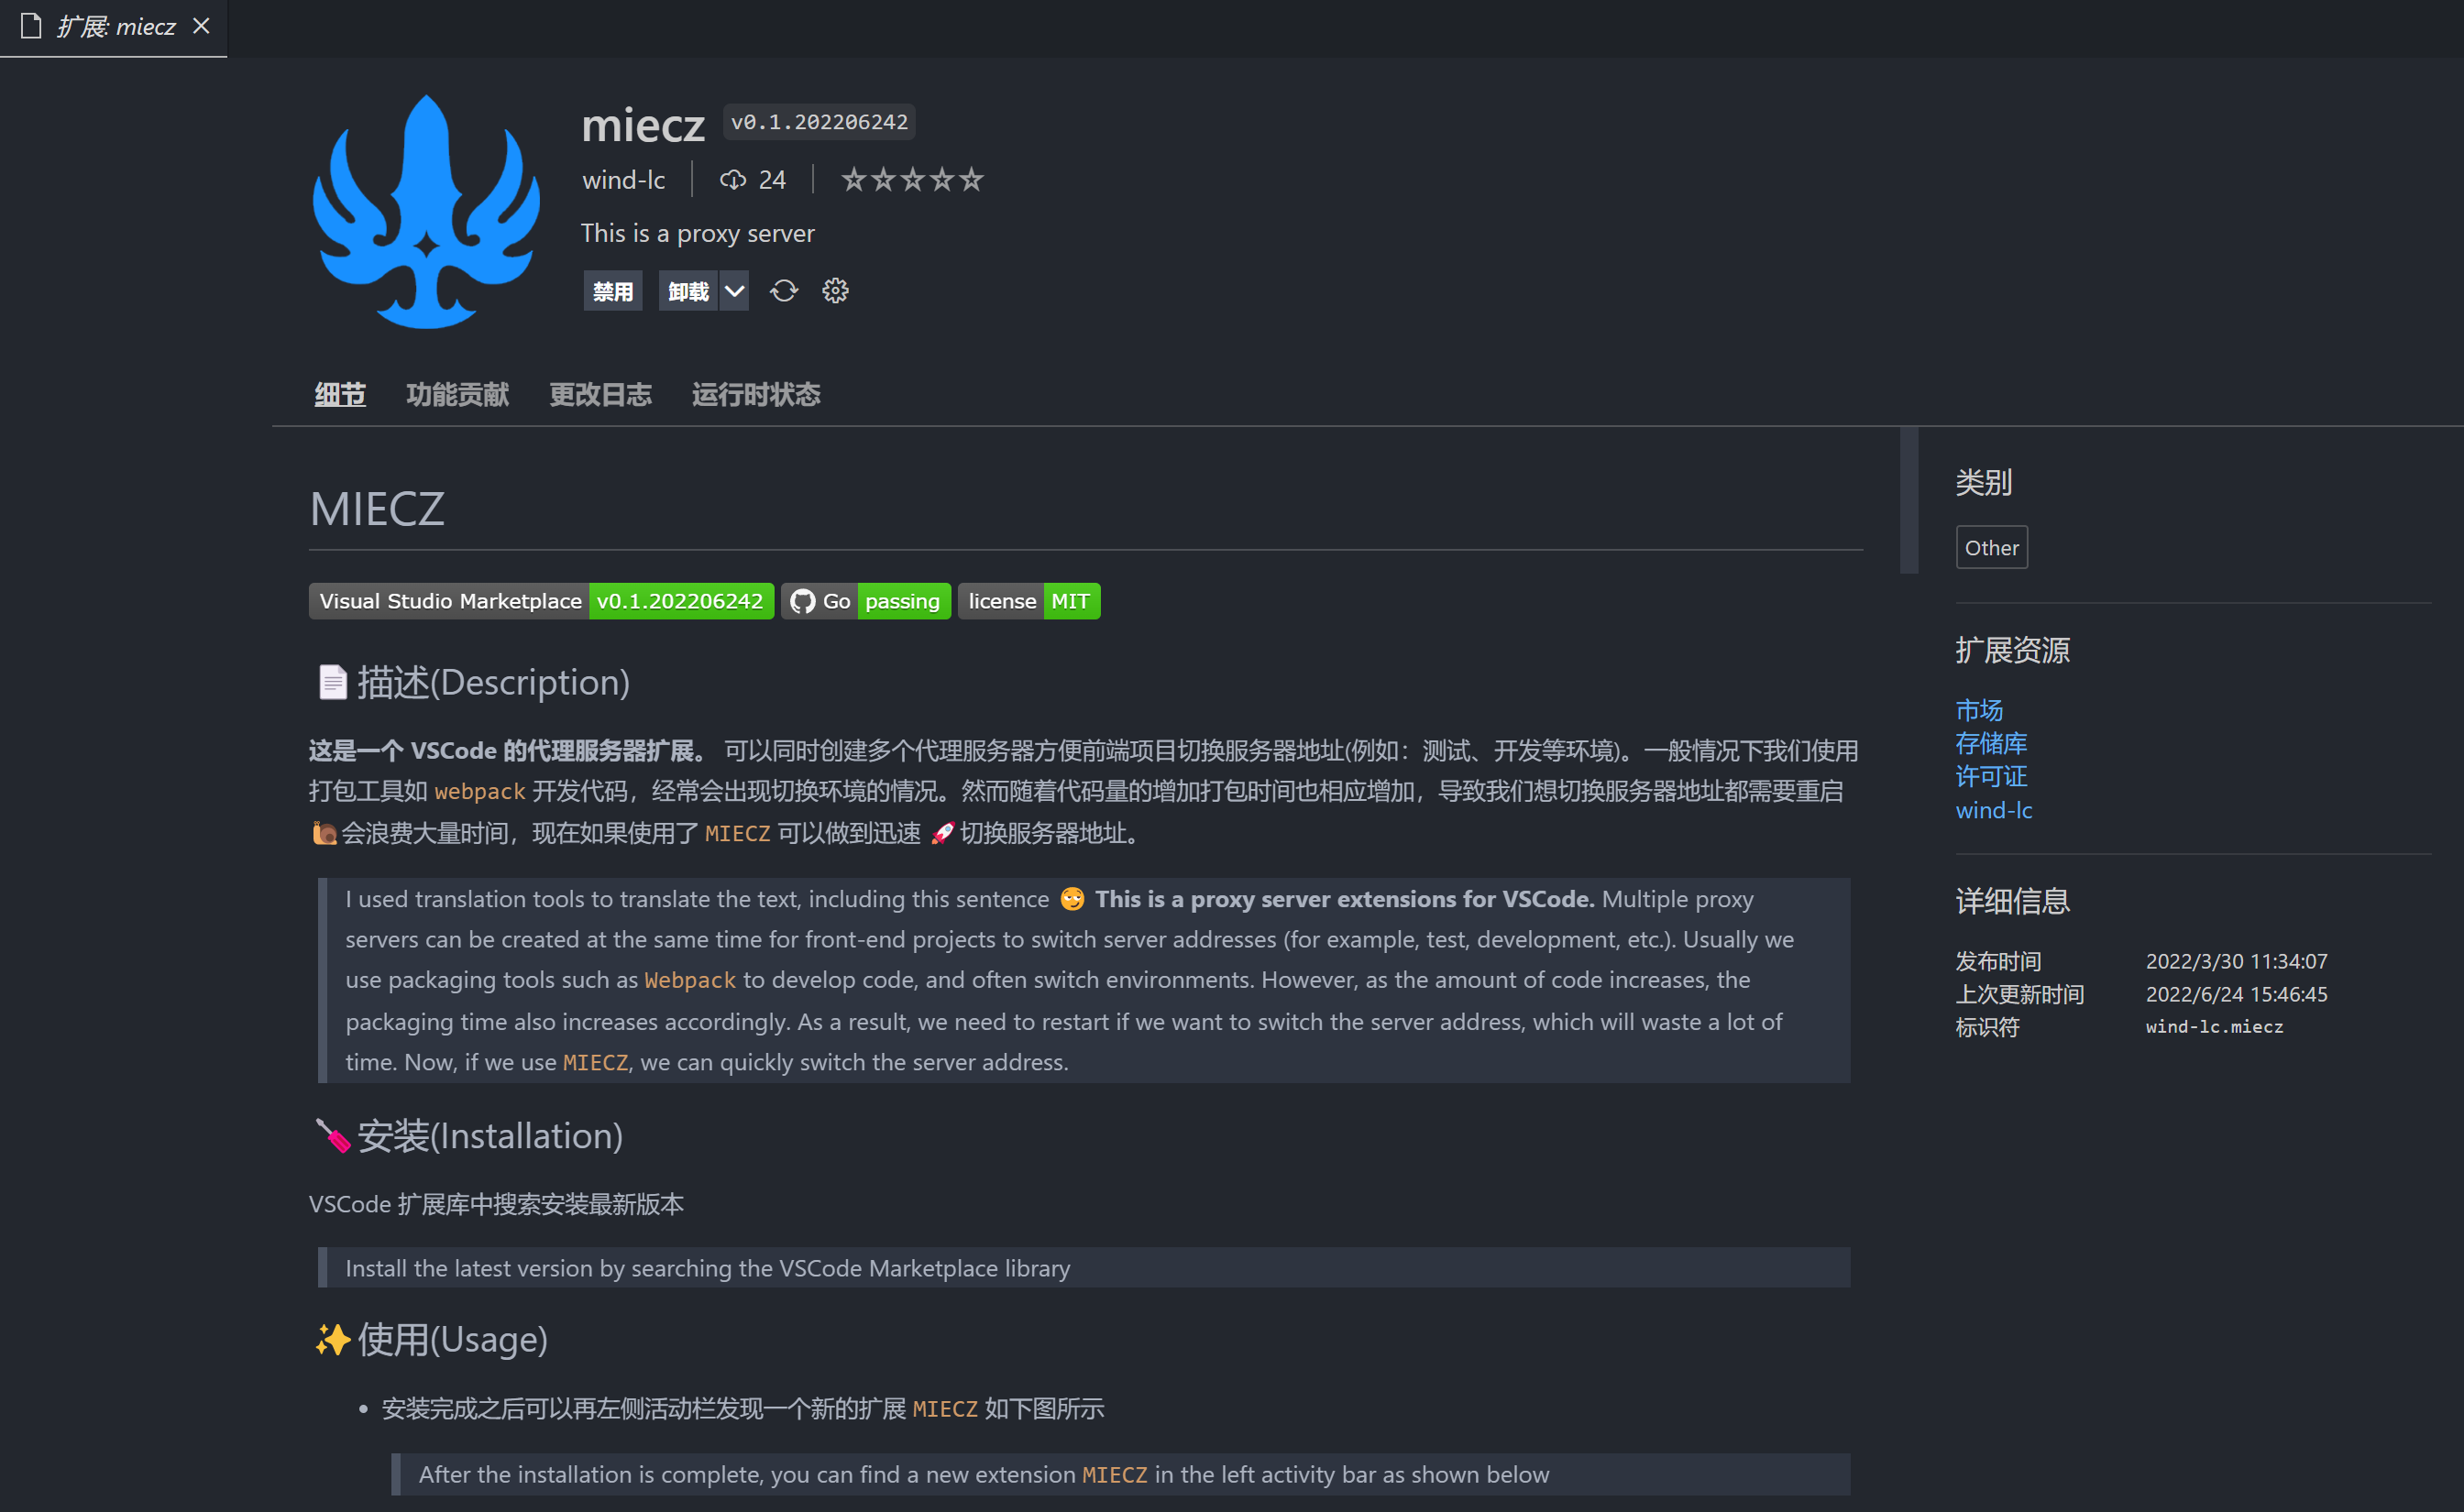 扩展: miecz
miecz v0.1.202206242
wind-lc 24
This is a proxy server
禁用 卸载
细节 功能贡献 更改日志 运行时状态
MIECZ
Visual Studio Marketplace v0.1.202206242 Go passing license MIT
描述(Description)
这是一个 VSCode 的代理服务器扩展。 可以同时创建多个代理服务器方便前端项目切换服务器地址(例如：测试、开发等环境)。一般情况下我们使用
打包工具如 webpack 开发代码，经常会出现切换环境的情况。然而随着代码量的增加打包时间也相应增加，导致我们想切换服务器地址都需要重启
🐌会浪费大量时间，现在如果使用了 MIECZ 可以做到迅速 🚀切换服务器地址。
I used translation tools to translate the text, including this sentence 😏 This is a proxy server extensions for VSCode. Multiple proxy
servers can be created at the same time for front-end projects to switch server addresses (for example, test, development, etc.). Usually we
use packaging tools such as Webpack to develop code, and often switch environments. However, as the amount of code increases, the
packaging time also increases accordingly. As a result, we need to restart if we want to switch the server address, which will waste a lot of
time. Now, if we use MIECZ, we can quickly switch the server address.
安装(Installation)
VSCode 扩展库中搜索安装最新版本
Install the latest version by searching the VSCode Marketplace library
使用(Usage)
• 安装完成之后可以再左侧活动栏发现一个新的扩展 MIECZ 如下图所示
After the installation is complete, you can find a new extension MIECZ in the left activity bar as shown below
类别
Other
扩展资源
市场
存储库
许可证
wind-lc
详细信息
发布时间 2022/3/30 11:34:07
上次更新时间 2022/6/24 15:46:45
标识符 wind-lc.miecz